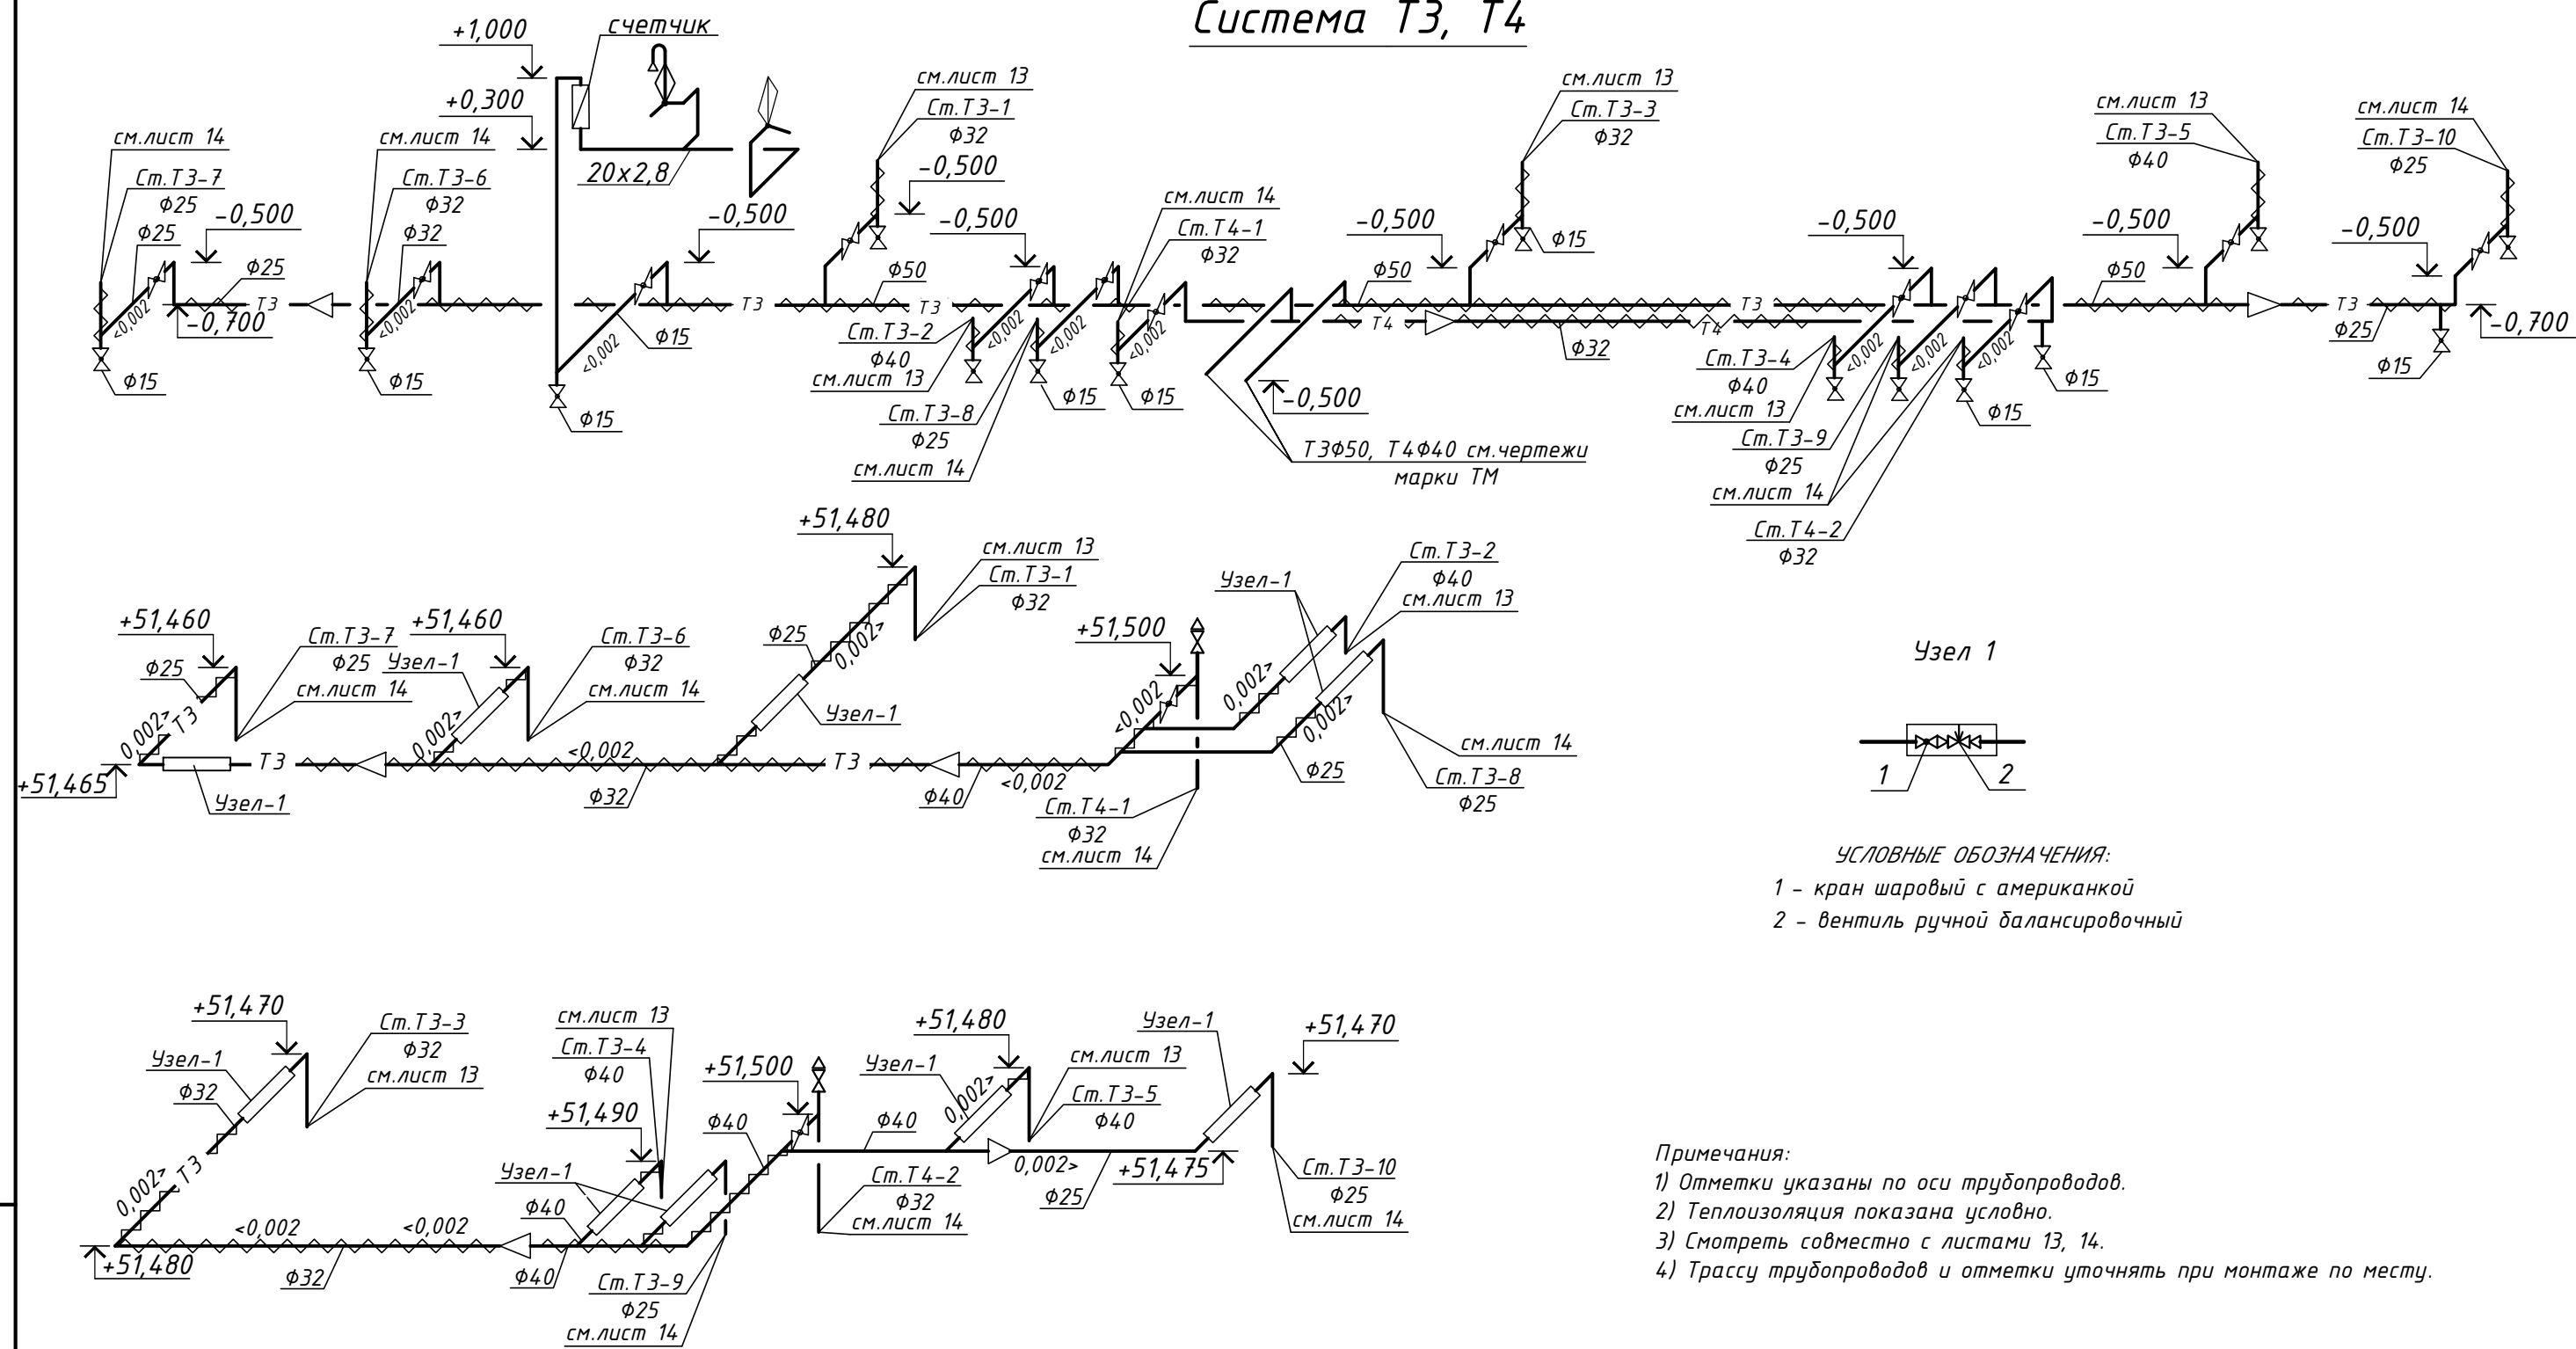 Система Т3, Т4
+1,000
счетчик
+0,300
20х2,8
см.лист 14
Ст.Т3-7
Ф25
Ф25
-0,500
Ф25
Т3
-0,700
<0,002
Ф15
см.лист 14
Ст.Т3-6
Ф32
Ф32
<0,002
Ф15
-0,500
Т3
Ф15
<0,002
Ф15
см.лист 13
Ст.Т3-1
Ф32
-0,500
-0,500
Ф50
Т3
Ст.Т3-2
Ф40
см.лист 13
<0,002
Ст.Т3-8
Ф25
см.лист 14
<0,002
Ф15
см.лист 14
Ст.Т4-1
Ф32
<0,002
Ф15
-0,500
Ф50
Т4
-0,500
Т3Ф50, Т4Ф40 см.чертежи
марки ТМ
см.лист 13
Ст.Т3-3
Ф32
Ф15
Т3
Т4
Ф32
-0,500
Ст.Т3-4
Ф40
см.лист 13
<0,002
Ст.Т3-9
Ф25
см.лист 14
<0,002
Ст.Т4-2
Ф32
<0,002
Ф15
Ф15
см.лист 13
Ст.Т3-5
Ф40
-0,500
Ф50
см.лист 14
Ст.Т3-10
Ф25
-0,500
Т3
Ф25
-0,700
Ф15
+51,460
Ф25
Ст.Т3-7
Ф25
см.лист 14
0,002>
Т3
+51,465
Узел-1
Т3
+51,460
Узел-1
Ст.Т3-6
Ф32
см.лист 14
0,002>
<0,002
Ф32
+51,480
см.лист 13
Ст.Т3-1
Ф32
Ф25
0,002>
Узел-1
Т3
Ф40
<0,002
+51,500
<0,002
Ст.Т4-1
Ф32
см.лист 14
Узел-1
Ст.Т3-2
Ф40
см.лист 13
0,002>
0,002>
Ф25
см.лист 14
Ст.Т3-8
Ф25
Узел 1
1
2
УСЛОВНЫЕ ОБОЗНАЧЕНИЯ:
1 - кран шаровый с американкой
2 - вентиль ручной балансировочный
+51,470
Узел-1
Ф32
Ст.Т3-3
Ф32
см.лист 13
0,002>
Т3
+51,480
<0,002
<0,002
Ф32
см.лист 13
Ст.Т3-4
Ф40
+51,490
Узел-1
Ф40
Ф40
Ст.Т3-9
Ф25
см.лист 14
+51,500
Ф40
Ф40
Ст.Т4-2
Ф32
см.лист 14
+51,480
Узел-1
0,002>
см.лист 13
Ст.Т3-5
Ф40
0,002>
Ф25
Узел-1
+51,475
+51,470
Ст.Т3-10
Ф25
см.лист 14
Примечания:
1) Отметки указаны по оси трубопроводов.
2) Теплоизоляция показана условно.
3) Смотреть совместно с листами 13, 14.
4) Трассу трубопроводов и отметки уточнять при монтаже по месту.